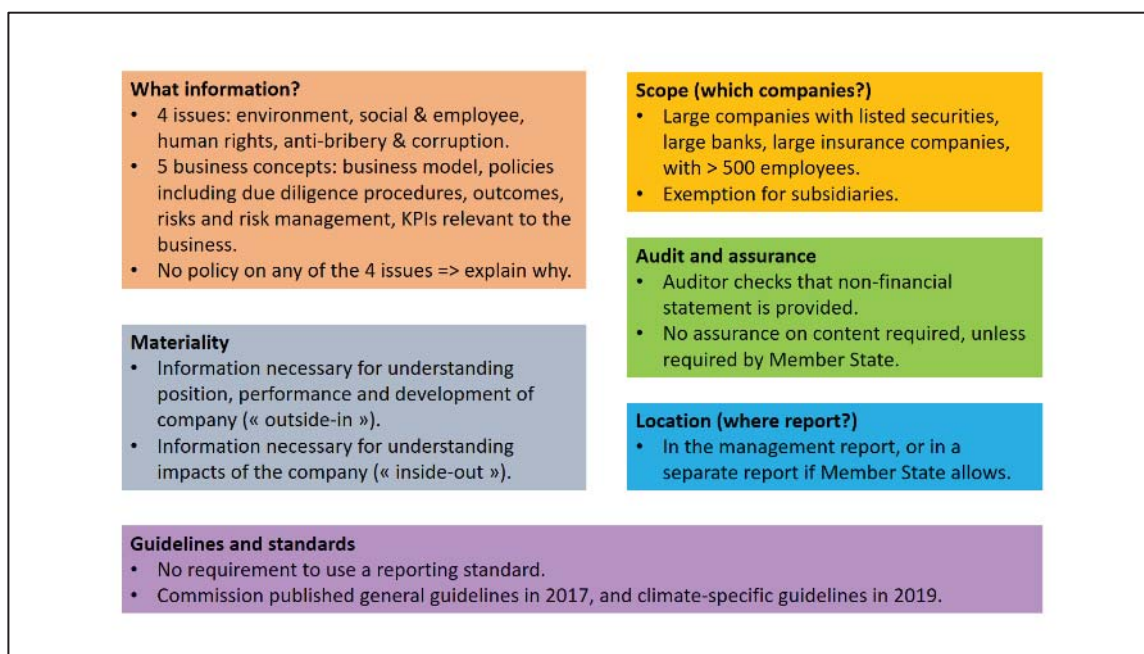 What information?
• 4 issues: environment, social & employee,
human rights, anti-bribery & corruption.
• 5 business concepts: business model, policies
including due diligence procedures, outcomes,
risks and risk management, KPIs relevant to the
business.
• No policy on any of the 4 issues => explain why.
Materiality
• Information necessary for understanding
position, performance and development of
company (« outside-in »).
• Information necessary for understanding
impacts of the company (« inside-out »).
Scope (which companies?)
• Large companies with listed securities,
large banks, large insurance companies,
with > 500 employees.
• Exemption for subsidiaries.
Audit and assurance
• Auditor checks that non-financial
statement is provided.
• No assurance on content required, unless
required by Member State.
Location (where report?)
• In the management report, or in a
separate report if Member State allows.
Guidelines and standards
• No requirement to use a reporting standard.
• Commission published general guidelines in 2017, and climate-specific guidelines in 2019.